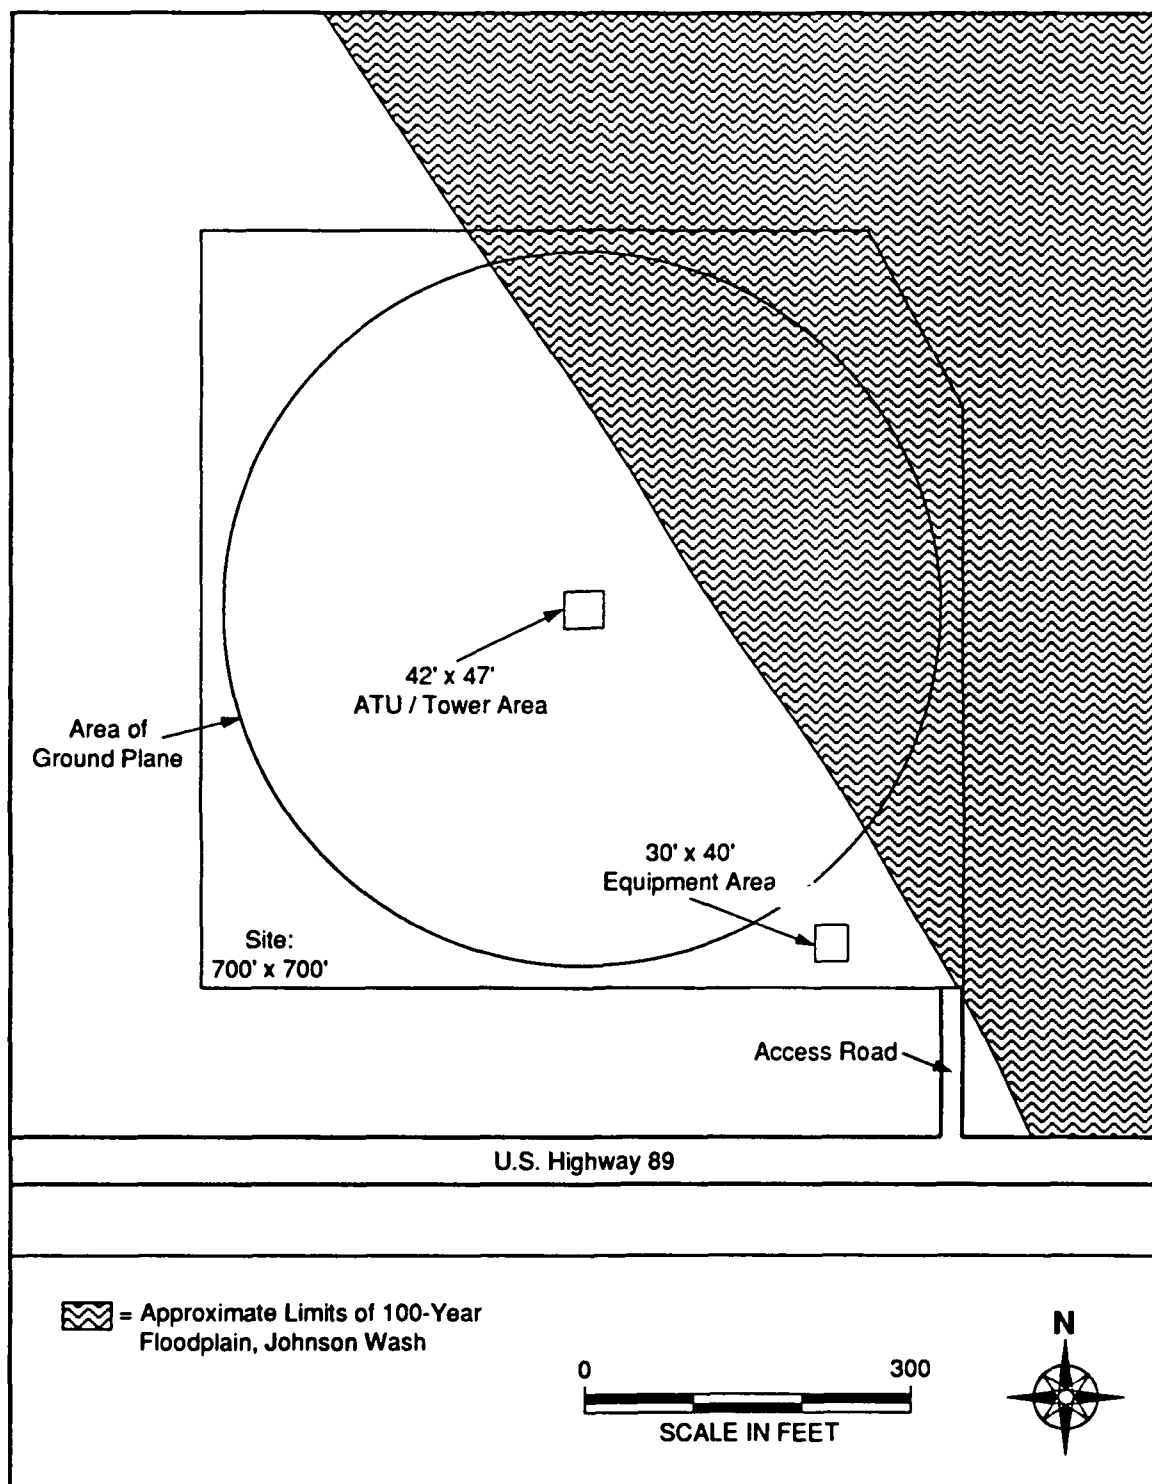 42' x 47'
ATU / Tower Area
Area of
Ground Plane
30' x 40'
Equipment Area
Site:
700' x 700'
Access Road
U.S. Highway 89
= Approximate Limits of 100-Year
Floodplain, Johnson Wash
N
0 300
SCALE IN FEET